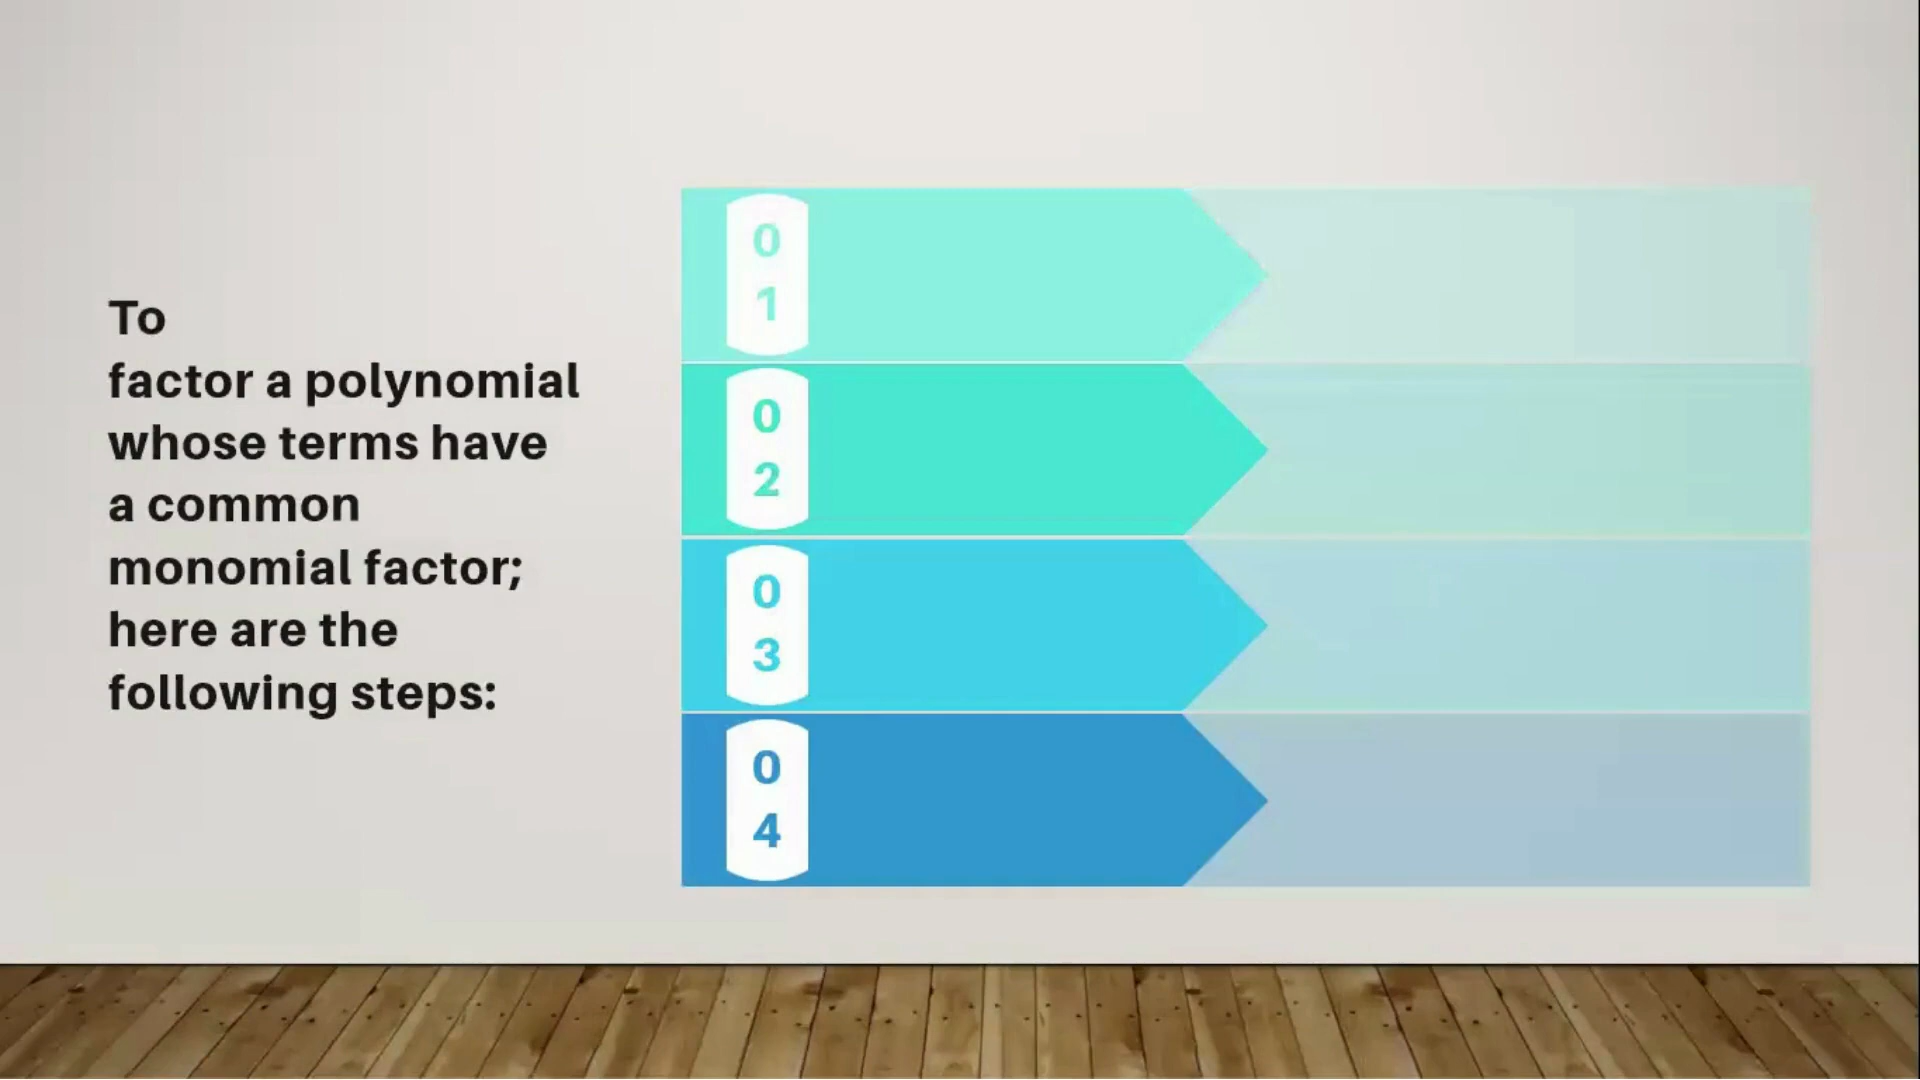 To
factor a polynomial
whose terms have
a common
monomial factor;
here are the
following steps:
0
1
0
2
0
3
0
4